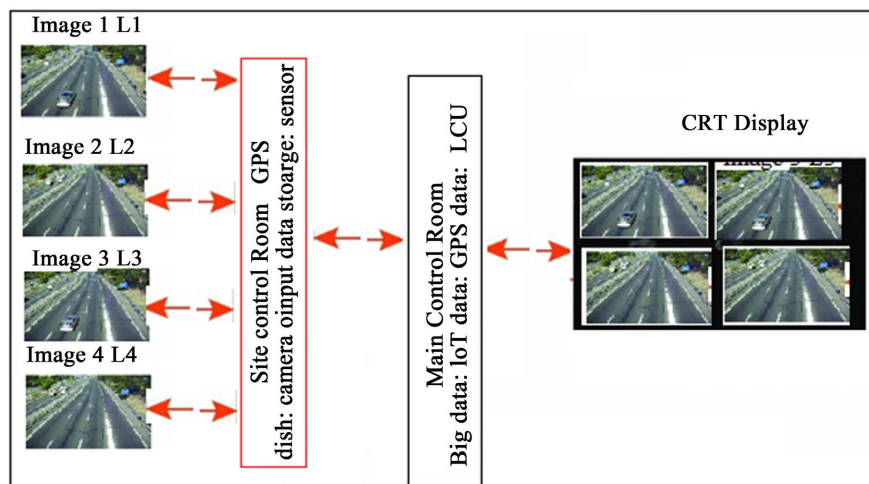 Image 1 L1
Image 2 L2
Image 3 L3
Image 4 L4
Site control Room GPS
dish: camera oinput data stoarge: sensor
Main Control Room
Big data: IoT data: GPS data: LCU
CRT Display